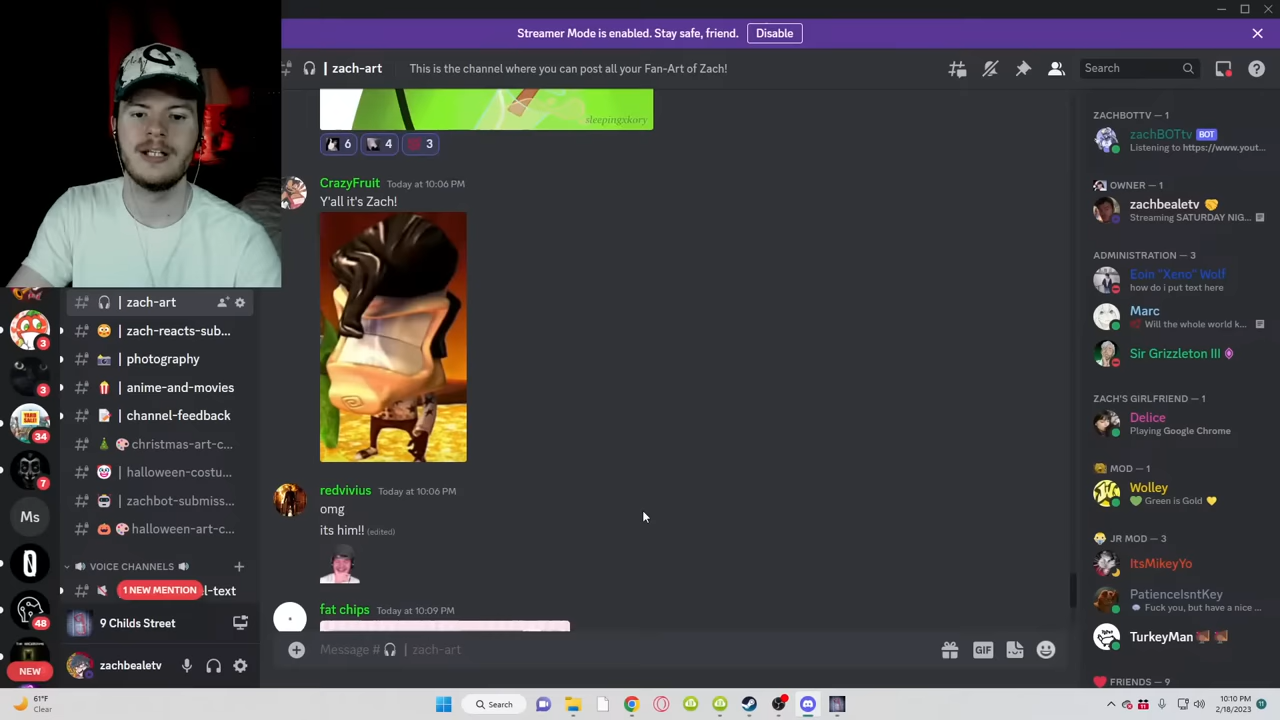 Streamer Mode is enabled. Stay safe, friend.
Disable
zach-art
This is the channel where you can post all your Fan-Art of Zach!
Search
sleepingxkory
6
4
3
CrazyFruit Today at 10:06 PM
Y'all it's Zach!
redvivius Today at 10:06 PM
omg
its him!! (edited)
fat chips Today at 10:09 PM
Message # | zach-art
GIF
| zach-art
| zach-reacts-sub...
| photography
| anime-and-movies
| channel-feedback
christmas-art-c...
halloween-costu...
zachbot-submiss...
halloween-art-c...
VOICE CHANNELS
1 NEW MENTION
l-text
9 Childs Street
zachbealetv
3
3
34
7
Ms
48
NEW
ZACHBOTTV — 1
zachBOTtv BOT
Listening to https://www.yout...
OWNER — 1
zachbealetv
Streaming SATURDAY NIG...
ADMINISTRATION — 3
Eoin "Xeno" Wolf
how do i put text here
Marc
Will the whole world k...
Sir Grizzleton III
ZACH'S GIRLFRIEND — 1
Delice
Playing Google Chrome
MOD — 1
Wolley
Green is Gold
JR MOD — 3
ItsMikeyYo
PatienceIsntKey
Fuck you, but have a nice ...
TurkeyMan
FRIENDS — 9
61°F
Clear
Search
10:10 PM
2/18/2023